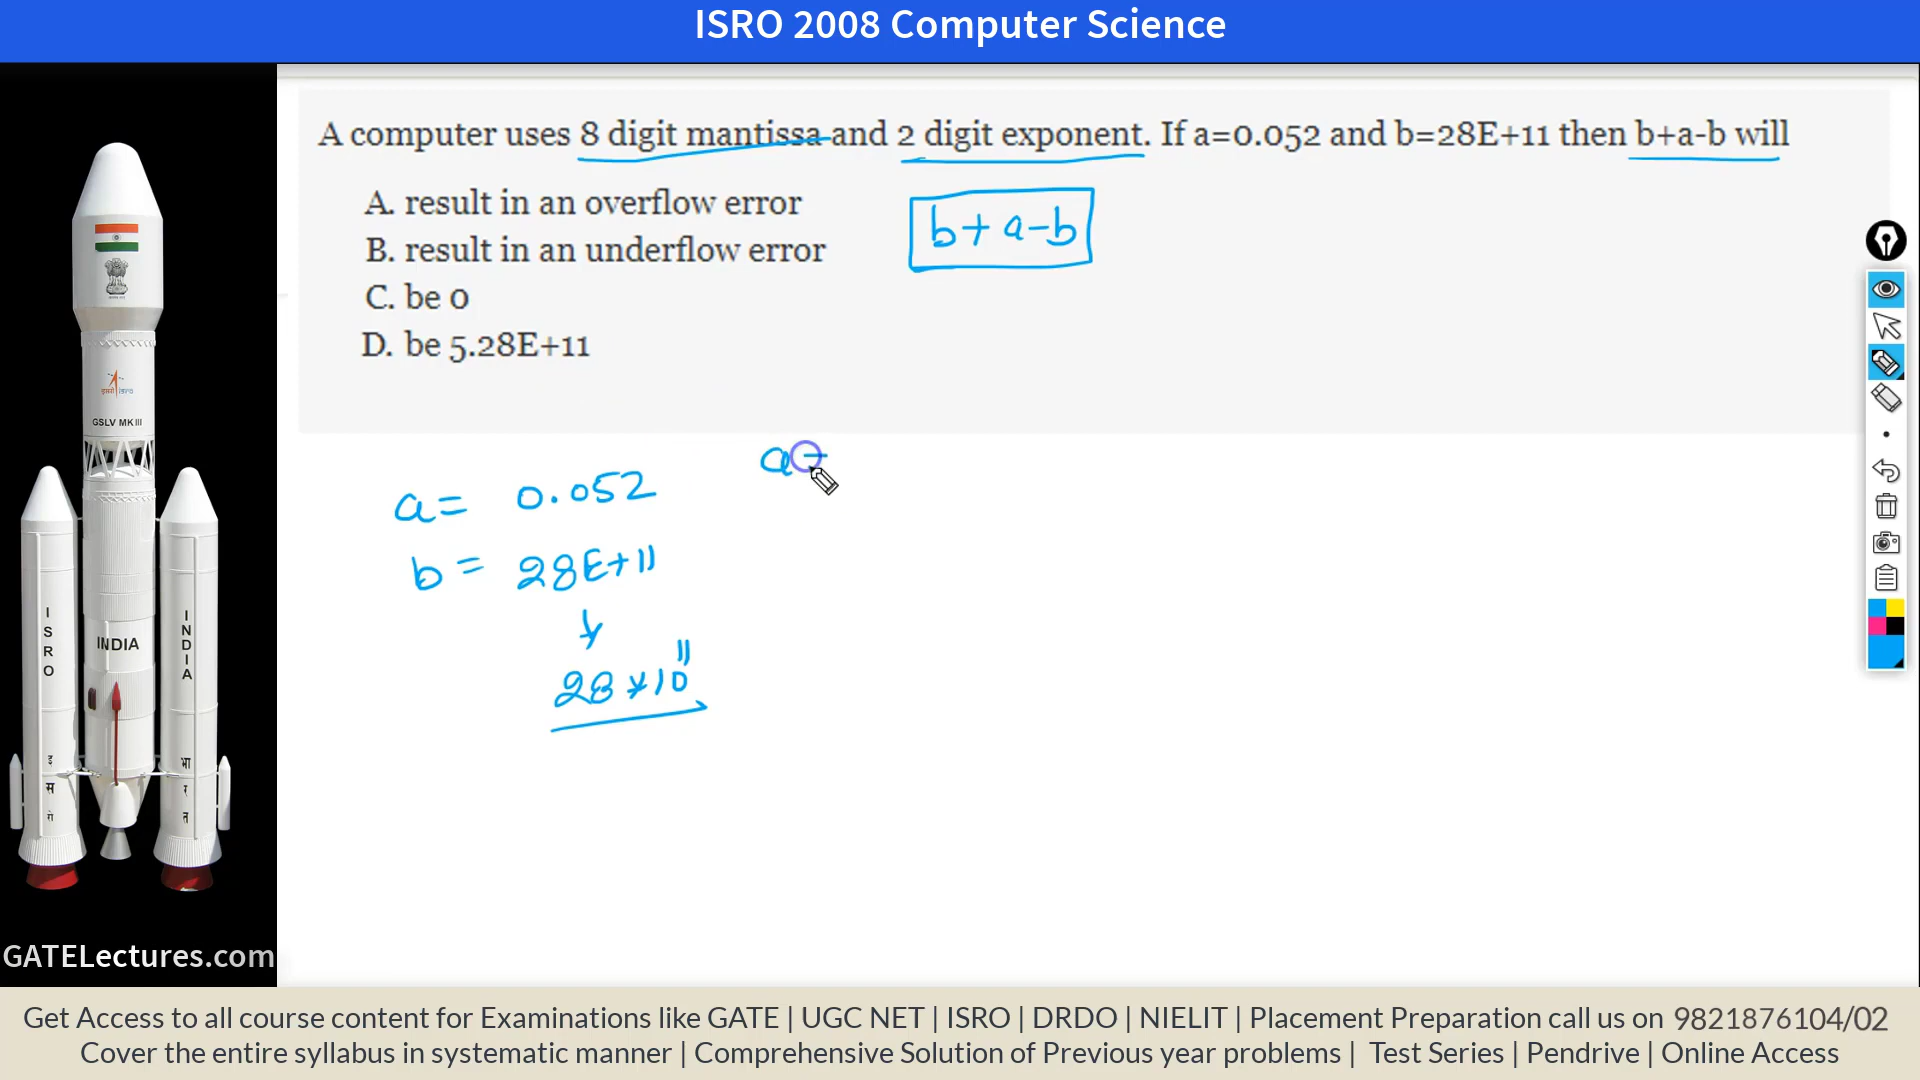 ISRO 2008 Computer Science
A computer uses 8 digit mantissa and 2 digit exponent. If a=0.052 and b=28E+11 then b+a-b will
A. result in an overflow error
B. result in an underflow error
C. be 0
D. be 5.28E+11
b+a-b
a= 0.052
b= 28E+11
28*10^11
a=
GSLV MKIII
ISRO
INDIA
INDIA
GATELectures.com
Get Access to all course content for Examinations like GATE | UGC NET | ISRO | DRDO | NIELIT | Placement Preparation call us on 9821876104/02
Cover the entire syllabus in systematic manner | Comprehensive Solution of Previous year problems | Test Series | Pendrive | Online Access